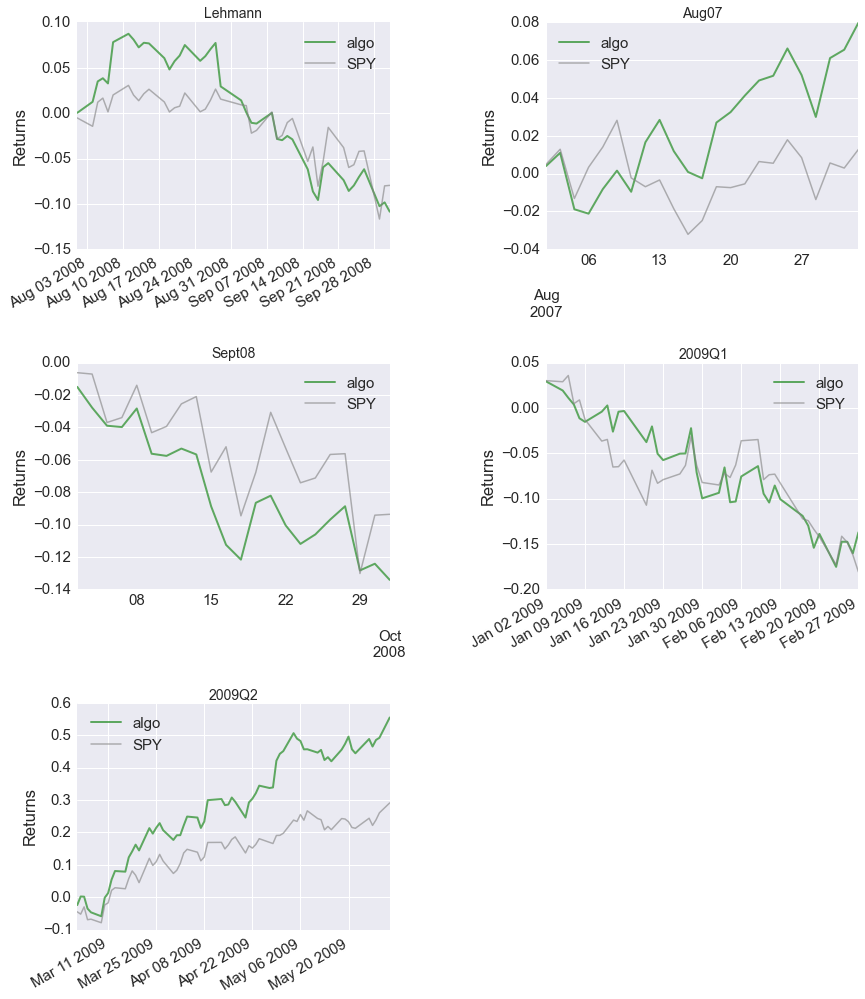 Lehmann
Returns
0.10
0.05
0.00
−0.05
−0.10
−0.15
algo
SPY
Aug 03 2008
Aug 10 2008
Aug 17 2008
Aug 24 2008
Aug 31 2008
Sep 07 2008
Sep 14 2008
Sep 21 2008
Sep 28 2008
Aug07
Returns
0.08
0.06
0.04
0.02
0.00
−0.02
−0.04
algo
SPY
06
13
20
27
Aug
2007
Sept08
Returns
0.00
−0.02
−0.04
−0.06
−0.08
−0.10
−0.12
−0.14
algo
SPY
08
15
22
29
Oct
2008
2009Q1
Returns
0.05
0.00
−0.05
−0.10
−0.15
−0.20
algo
SPY
Jan 02 2009
Jan 09 2009
Jan 16 2009
Jan 23 2009
Jan 30 2009
Feb 06 2009
Feb 13 2009
Feb 20 2009
Feb 27 2009
2009Q2
Returns
0.6
0.5
0.4
0.3
0.2
0.1
0.0
−0.1
algo
SPY
Mar 11 2009
Mar 25 2009
Apr 08 2009
Apr 22 2009
May 06 2009
May 20 2009